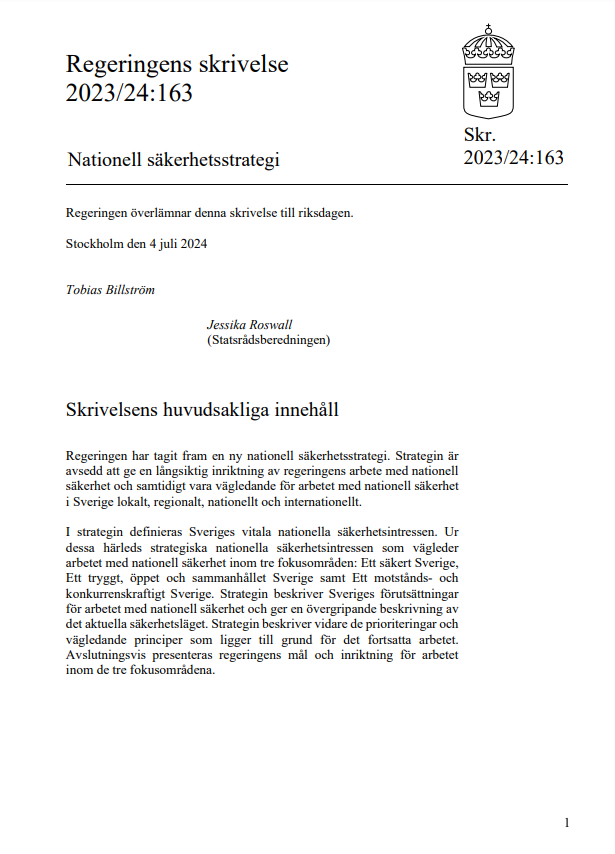 Regeringens skrivelse
2023/24:163
Skr.
2023/24:163
Nationell säkerhetsstrategi
Regeringen överlämnar denna skrivelse till riksdagen.
Stockholm den 4 juli 2024
Tobias Billström
Jessika Roswall
(Statsrådsberedningen)
Skrivelsens huvudsakliga innehåll
Regeringen har tagit fram en ny nationell säkerhetsstrategi. Strategin är
avsedd att ge en långsiktig inriktning av regeringens arbete med nationell
säkerhet och samtidigt vara vägledande för arbetet med nationell säkerhet
i Sverige lokalt, regionalt, nationellt och internationellt.
I strategin definieras Sveriges vitala nationella säkerhetsintressen. Ur
dessa härleds strategiska nationella säkerhetsintressen som vägleder
arbetet med nationell säkerhet inom tre fokusområden: Ett säkert Sverige,
Ett tryggt, öppet och sammanhållet Sverige samt Ett motstånds- och
konkurrenskraftigt Sverige. Strategin beskriver Sveriges förutsättningar
för arbetet med nationell säkerhet och ger en övergripande beskrivning av
det aktuella säkerhetsläget. Strategin beskriver vidare de prioriteringar och
vägledande principer som ligger till grund för det fortsatta arbetet.
Avslutningsvis presenteras regeringens mål och inriktning för arbetet
inom de tre fokusområdena.
1